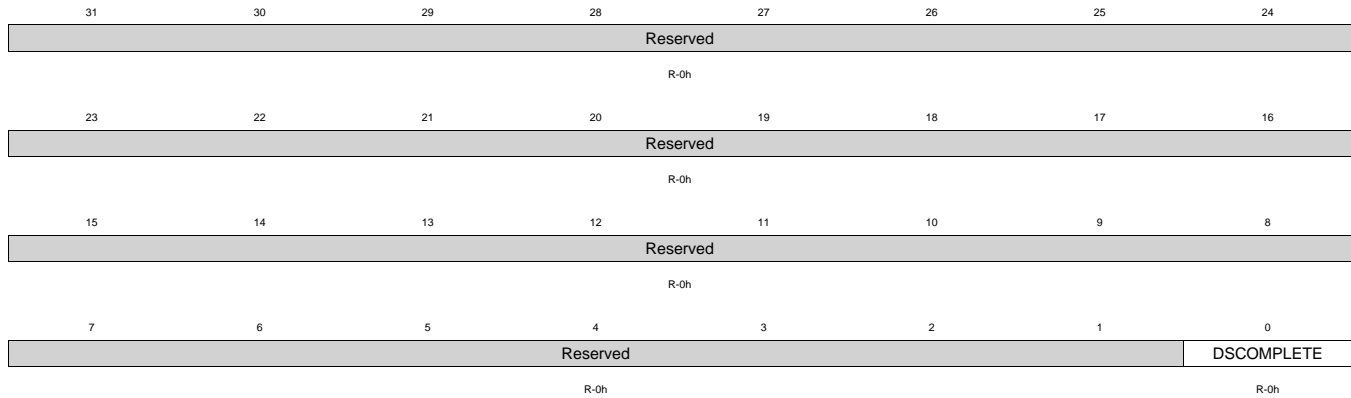 31 30 29 28 27 26 25 24
Reserved
R-0h
23 22 21 20 19 18 17 16
Reserved
R-0h
15 14 13 12 11 10 9 8
Reserved
R-0h
7 6 5 4 3 2 1 0
Reserved DSCOMPLETE
R-0h R-0h